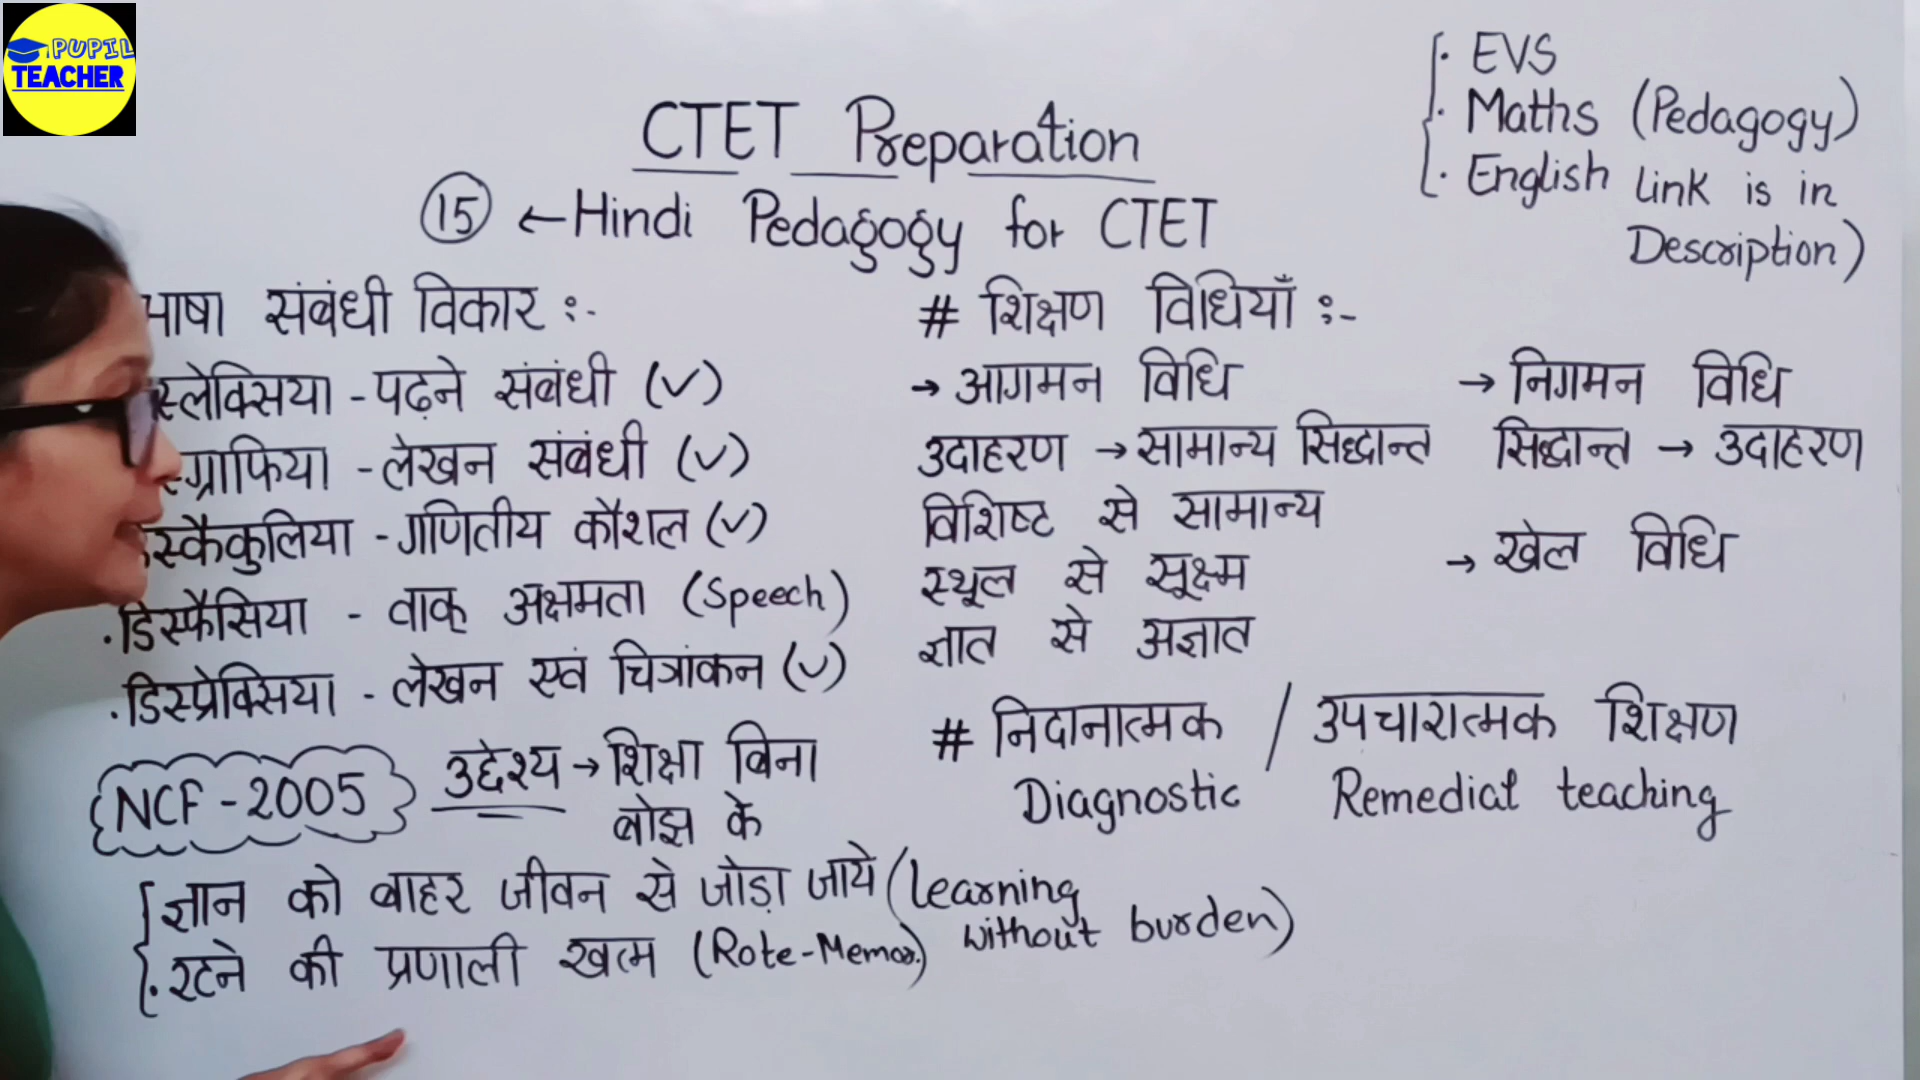 PUPIL
TEACHER
CTET Preparation
15 ← Hindi Pedagogy for CTET
· EVS
· Maths (Pedagogy)
· English Link is in
Description)
भाषा संबंधी विकार :-
स्लेक्सिया - पढ़ने संबंधी (✓)
स्ग्राफिया - लेखन संबंधी (✓)
स्कैकुलिया - गणितीय कौशल (✓)
· डिस्फैसिया - वाक् अक्षमता (Speech)
· डिस्प्रेक्सिया - लेखन एवं चित्रांकन (✓)
NCF - 2005 उद्देश्य → शिक्षा बिना
बोझ के
ज्ञान को बाहर जीवन से जोड़ा जाये (learning
without burden)
· रटने की प्रणाली खत्म (Rote-Memor.)
# शिक्षण विधियाँ :-
→ आगमन विधि
उदाहरण → सामान्य सिद्धान्त
विशिष्ट से सामान्य
स्थूल से सूक्ष्म
ज्ञात से अज्ञात
→ निगमन विधि
सिद्धान्त → उदाहरण
→ खेल विधि
# निदानात्मक / उपचारात्मक शिक्षण
Diagnostic Remedial teaching